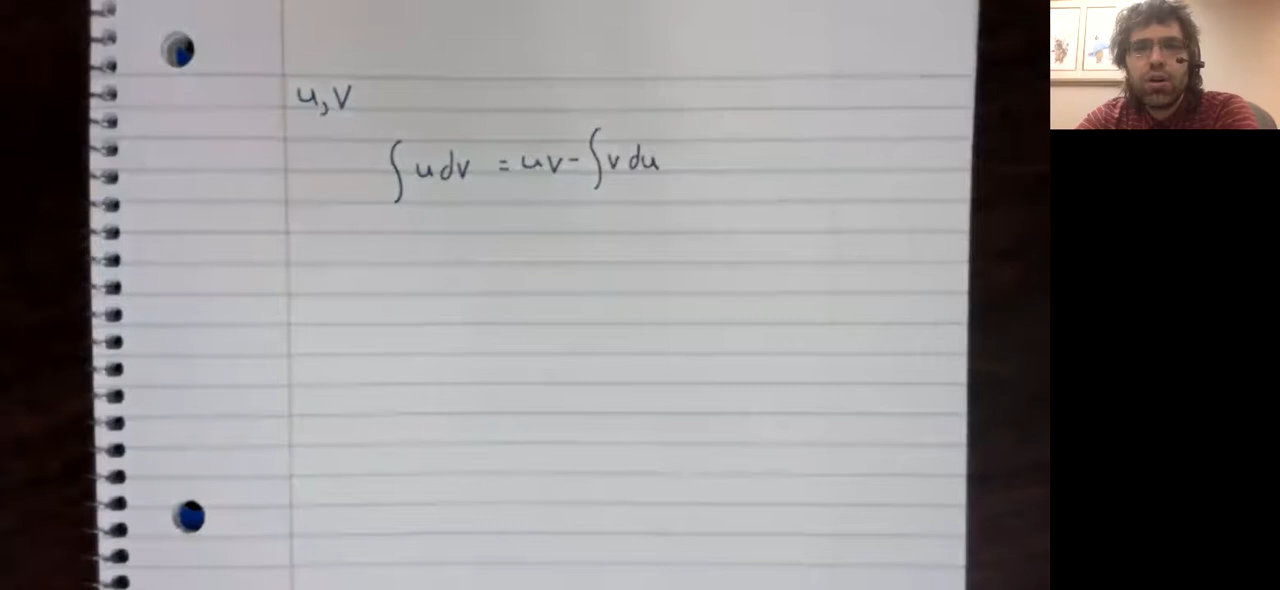 u, v
∫ u dv = uv - ∫ v du